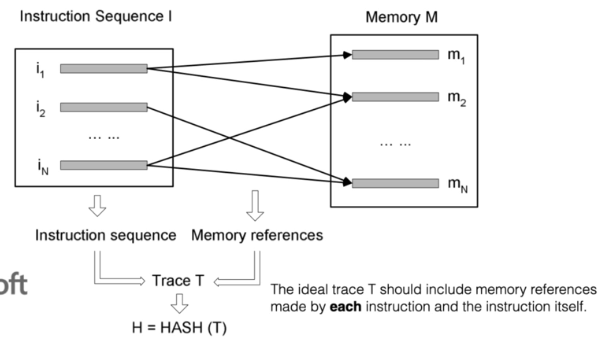 Instruction Sequence I
Memory M
i1
m1
i2
m2
... ...
... ...
iN
mN
Instruction sequence
Memory references
Trace T
oft
The ideal trace T should include memory references
made by each instruction and the instruction itself.
H = HASH (T)